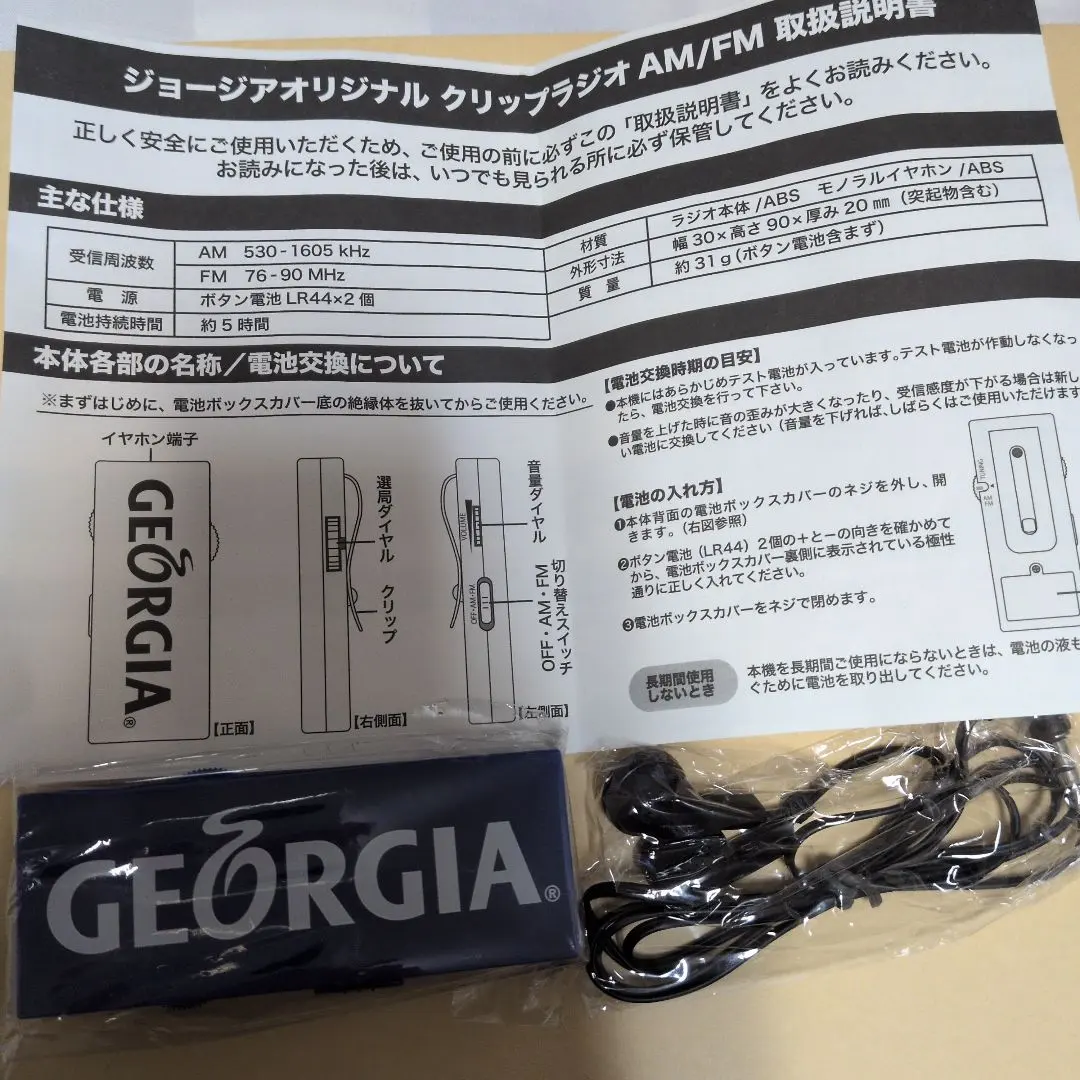 ジョージアオリジナル クリップラジオ AM/FM 取扱説明書
正しく安全にご使用いただくため、ご使用の前に必ずこの「取扱説明書」をよくお読みください。
お読みになった後は、いつでも見られる所に必ず保管してください。
主な仕様
受信周波数
AM 530-1605 kHz
FM 76-90 MHz
電 源
ボタン電池 LR44×2 個
電池持続時間
約 5 時間
材質
ラジオ本体 /ABS モノラルイヤホン /ABS
外形寸法
幅 30×高さ 90×厚み 20 ㎜（突起物含む）
質 量
約 31 g（ボタン電池含まず）
本体各部の名称／電池交換について
※まずはじめに、電池ボックスカバー底の絶縁体を抜いてからご使用ください。
イヤホン端子
GEORGIA®
【正面】
選局ダイヤル
クリップ
【右側面】
音量ダイヤル
VOLUME
OFF・AM・FM
切り替えスイッチ
OFF・AM・FM
【左側面】
【電池交換時期の目安】
●本機にはあらかじめテスト電池が入っています。テスト電池が作動しなくなっ
たら、電池交換を行って下さい。
●音量を上げた時に音の歪みが大きくなったり、受信感度が下がる場合は新し
い電池に交換してください（音量を下げれば、しばらくはご使用いただけます
【電池の入れ方】
❶本体背面の電池ボックスカバーのネジを外し、開
きます。（右図参照）
❷ボタン電池（LR44）2個の＋と－の向きを確かめて
から、電池ボックスカバー裏側に表示されている極性
通りに正しく入れてください。
❸電池ボックスカバーをネジで閉めます。
TUNING
AM
FM
長期間使用
しないとき
本機を長期間ご使用にならないときは、電池の液も
ぐために電池を取り出してください。
GEORGIA®